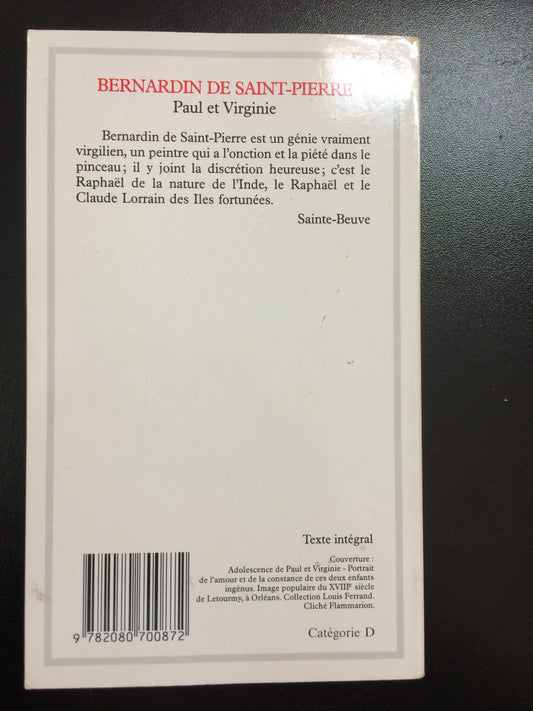 BERNARDIN DE SAINT-PIERRE
Paul et Virginie
Bernardin de Saint-Pierre est un génie vraiment
virgilien, un peintre qui a l'onction et la piété dans le
pinceau ; il y joint la discrétion heureuse ; c'est le
Raphaël de la nature de l'Inde, le Raphaël et le
Claude Lorrain des Iles fortunées.
Sainte-Beuve
Texte intégral
Couverture :
Adolescence de Paul et Virginie - Portrait
de l'amour et de la constance de ces deux enfants
ingénus. Image populaire du XVIIIe siècle
de Letourmy, à Orléans. Collection Louis Ferrand.
Cliché Flammarion.
9 782080 700872
Catégorie D